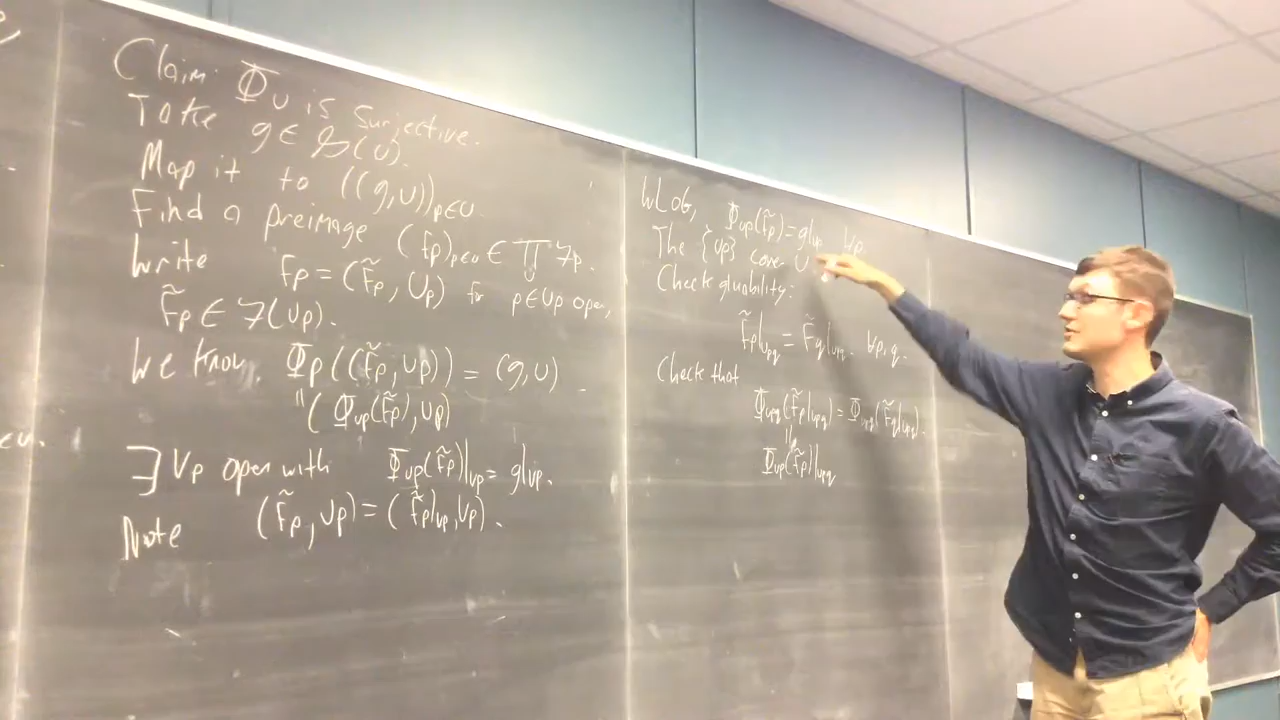 Claim: Φ_U is surjective.
Take g ∈ 𝒢(U).
Map it to ((g,U))_{p∈U}
Find a preimage (f_p)_{p∈U} ∈ ∏_U ℱ_p.
Write f_p = (f̃_p, U_p) for p∈U_p open,
f̃_p ∈ ℱ(U_p).
We know, Φ_p((f̃_p, U_p)) = (g,U).
"(Φ_{U_p}(f̃_p), U_p)
∃ V_p open with Φ_{U_p}(f̃_p)|_{V_p} = g|_{V_p}.
Note (f̃_p, U_p) = (f̃_p|_{V_p}, V_p).
WLOG, Φ_{U_p}(f̃_p) = g|_{U_p} ∀p.
The {U_p} cover U
Check gluability:
f̃_p|_{U_{pq}} = f̃_q|_{U_{pq}}. ∀p,q.
Check that
Φ_{U_{pq}}(f̃_p|_{U_{pq}}) = Φ_{U_{pq}}(f̃_q|_{U_{pq}}).
Φ_{U_p}(f̃_p)|_{U_{pq}}